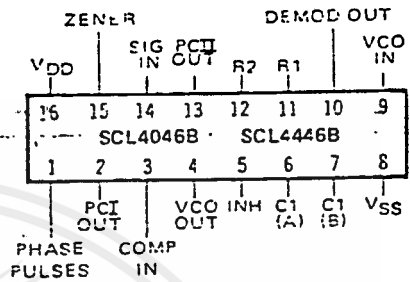 ZENER DEMOD OUT
SIG PCII VCO
VDD IN OUT R2 R1 IN
16 15 14 13 12 11 10 9
SCL4046B · SCL4446B
1 2 3 4 5 6 7 8
PCI VCO INH C1 C1 VSS
OUT OUT (A) (B)
PHASE COMP
PULSES IN